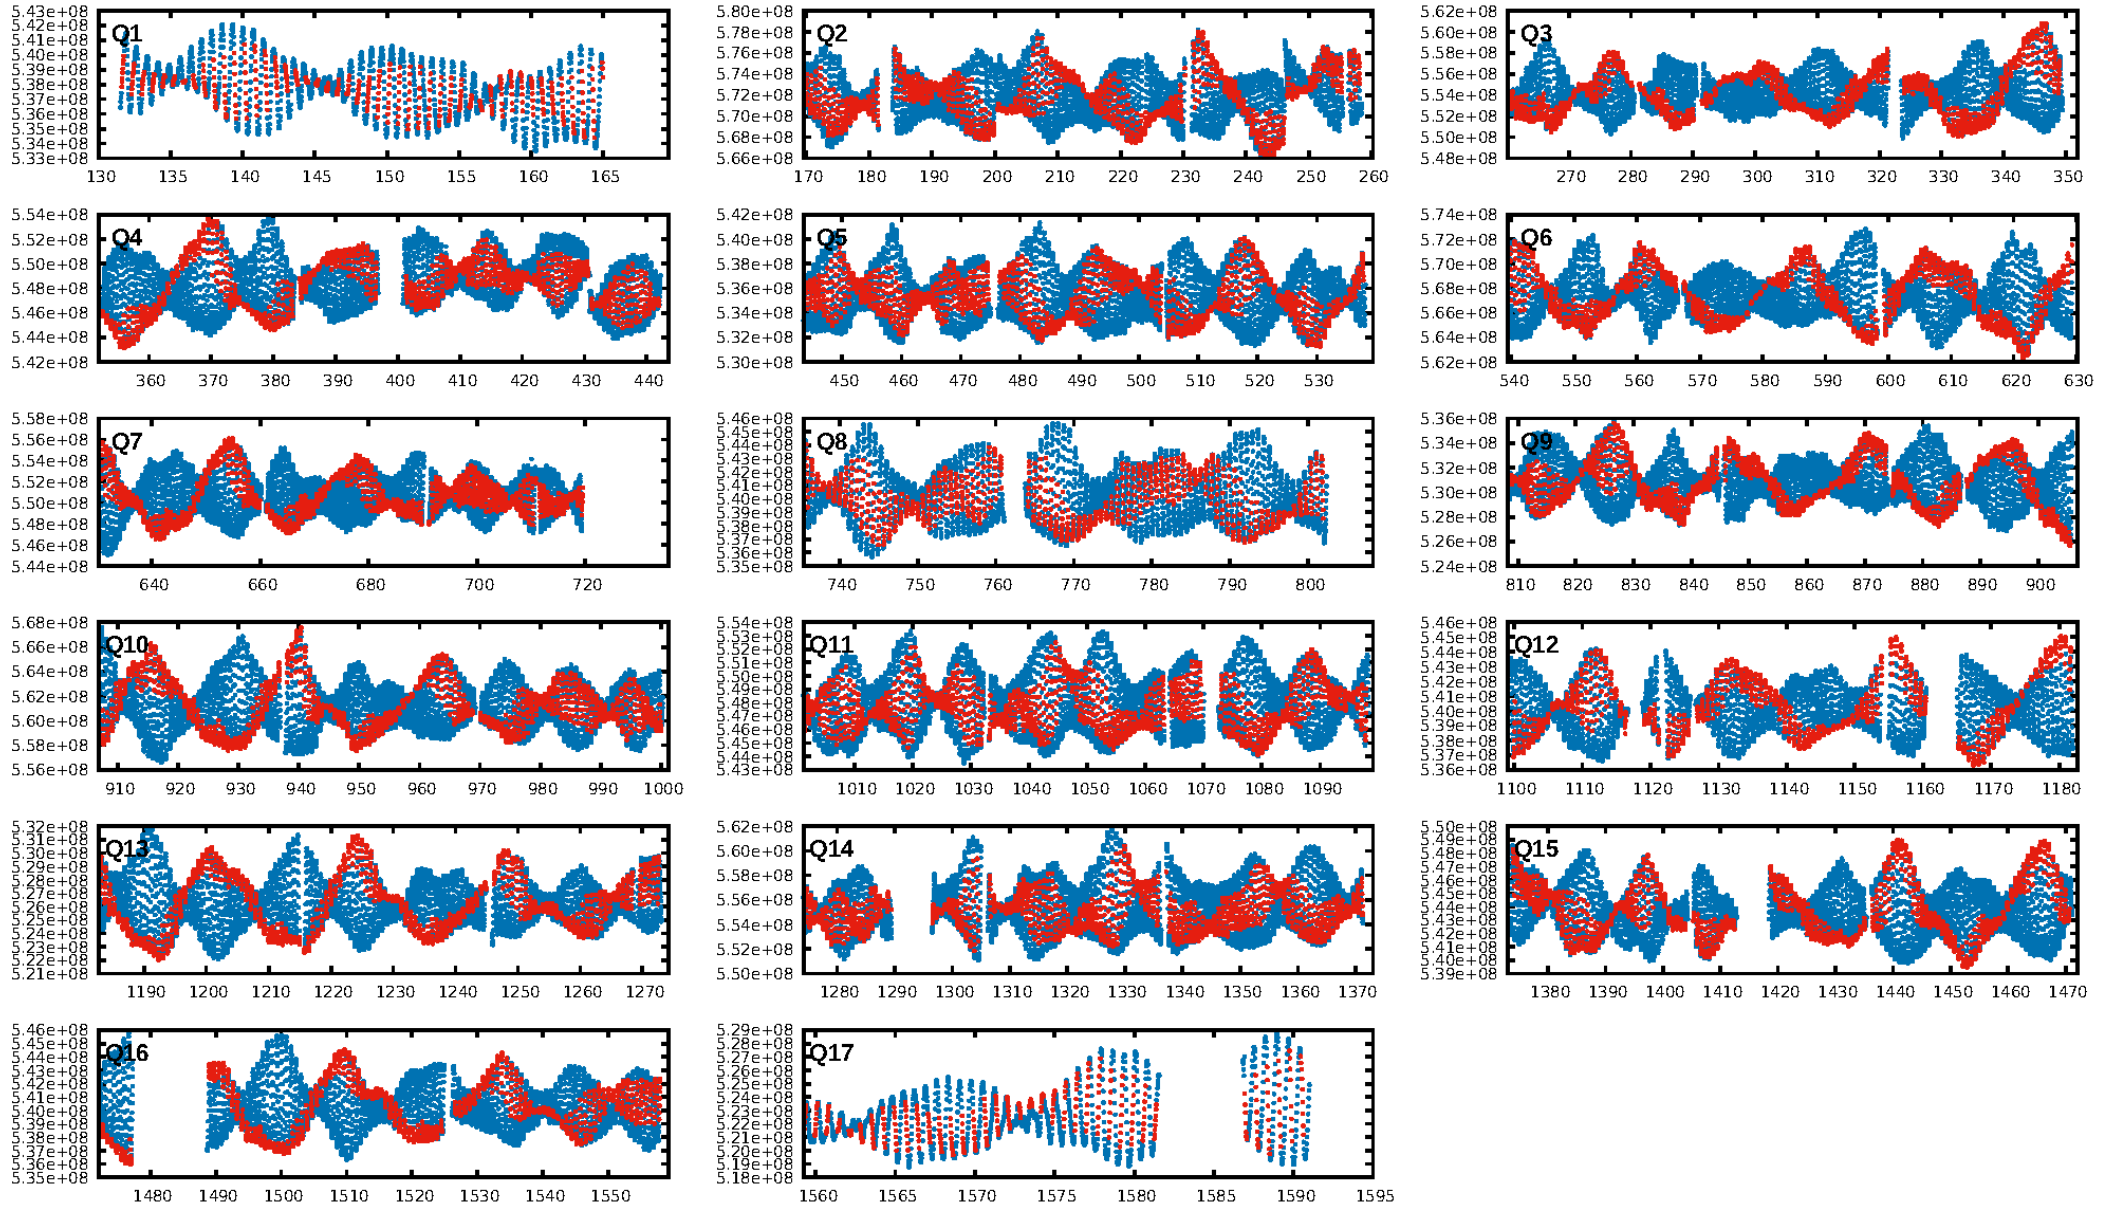 5.43e+08
5.42e+08
5.41e+08
5.40e+08
5.39e+08
5.38e+08
5.37e+08
5.36e+08
5.35e+08
5.34e+08
5.33e+08
Q1
130 135 140 145 150 155 160 165
5.80e+08
5.78e+08
5.76e+08
5.74e+08
5.72e+08
5.70e+08
5.68e+08
5.66e+08
Q2
170 180 190 200 210 220 230 240 250 260
5.62e+08
5.60e+08
5.58e+08
5.56e+08
5.54e+08
5.52e+08
5.50e+08
5.48e+08
Q3
270 280 290 300 310 320 330 340 350
5.54e+08
5.52e+08
5.50e+08
5.48e+08
5.46e+08
5.44e+08
5.42e+08
Q4
360 370 380 390 400 410 420 430 440
5.42e+08
5.40e+08
5.38e+08
5.36e+08
5.34e+08
5.32e+08
5.30e+08
Q5
450 460 470 480 490 500 510 520 530
5.74e+08
5.72e+08
5.70e+08
5.68e+08
5.66e+08
5.64e+08
5.62e+08
Q6
540 550 560 570 580 590 600 610 620 630
5.58e+08
5.56e+08
5.54e+08
5.52e+08
5.50e+08
5.48e+08
5.46e+08
5.44e+08
Q7
640 660 680 700 720
5.46e+08
5.45e+08
5.44e+08
5.43e+08
5.42e+08
5.41e+08
5.40e+08
5.39e+08
5.38e+08
5.37e+08
5.36e+08
5.35e+08
Q8
740 750 760 770 780 790 800
5.36e+08
5.34e+08
5.32e+08
5.30e+08
5.28e+08
5.26e+08
5.24e+08
Q9
810 820 830 840 850 860 870 880 890 900
5.68e+08
5.66e+08
5.64e+08
5.62e+08
5.60e+08
5.58e+08
5.56e+08
Q10
910 920 930 940 950 960 970 980 990 1000
5.54e+08
5.53e+08
5.52e+08
5.51e+08
5.50e+08
5.49e+08
5.48e+08
5.47e+08
5.46e+08
5.45e+08
5.44e+08
5.43e+08
Q11
1010 1020 1030 1040 1050 1060 1070 1080 1090
5.46e+08
5.45e+08
5.44e+08
5.43e+08
5.42e+08
5.41e+08
5.40e+08
5.39e+08
5.38e+08
5.37e+08
5.36e+08
Q12
1100 1110 1120 1130 1140 1150 1160 1170 1180
5.32e+08
5.31e+08
5.30e+08
5.29e+08
5.28e+08
5.27e+08
5.26e+08
5.25e+08
5.24e+08
5.23e+08
5.22e+08
5.21e+08
Q13
1190 1200 1210 1220 1230 1240 1250 1260 1270
5.62e+08
5.60e+08
5.58e+08
5.56e+08
5.54e+08
5.52e+08
5.50e+08
Q14
1280 1290 1300 1310 1320 1330 1340 1350 1360 1370
5.50e+08
5.49e+08
5.48e+08
5.47e+08
5.46e+08
5.45e+08
5.44e+08
5.43e+08
5.42e+08
5.41e+08
5.40e+08
5.39e+08
Q15
1380 1390 1400 1410 1420 1430 1440 1450 1460 1470
5.46e+08
5.45e+08
5.44e+08
5.43e+08
5.42e+08
5.41e+08
5.40e+08
5.39e+08
5.38e+08
5.37e+08
5.36e+08
5.35e+08
Q16
1480 1490 1500 1510 1520 1530 1540 1550
5.29e+08
5.28e+08
5.27e+08
5.26e+08
5.25e+08
5.24e+08
5.23e+08
5.22e+08
5.21e+08
5.20e+08
5.19e+08
5.18e+08
Q17
1560 1565 1570 1575 1580 1585 1590 1595